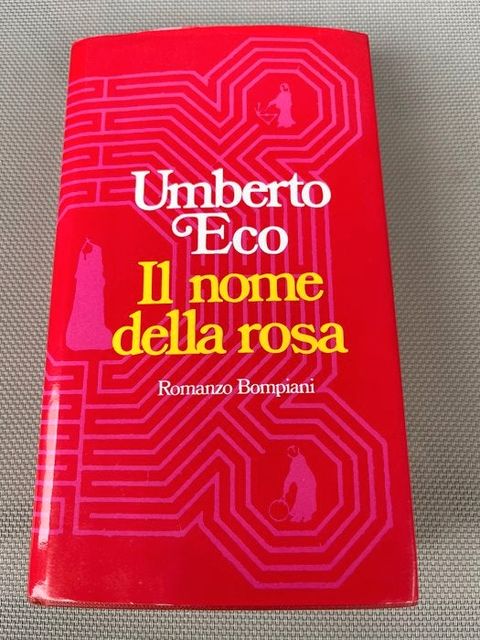 Umberto
Eco
Il nome
della rosa
Romanzo Bompiani